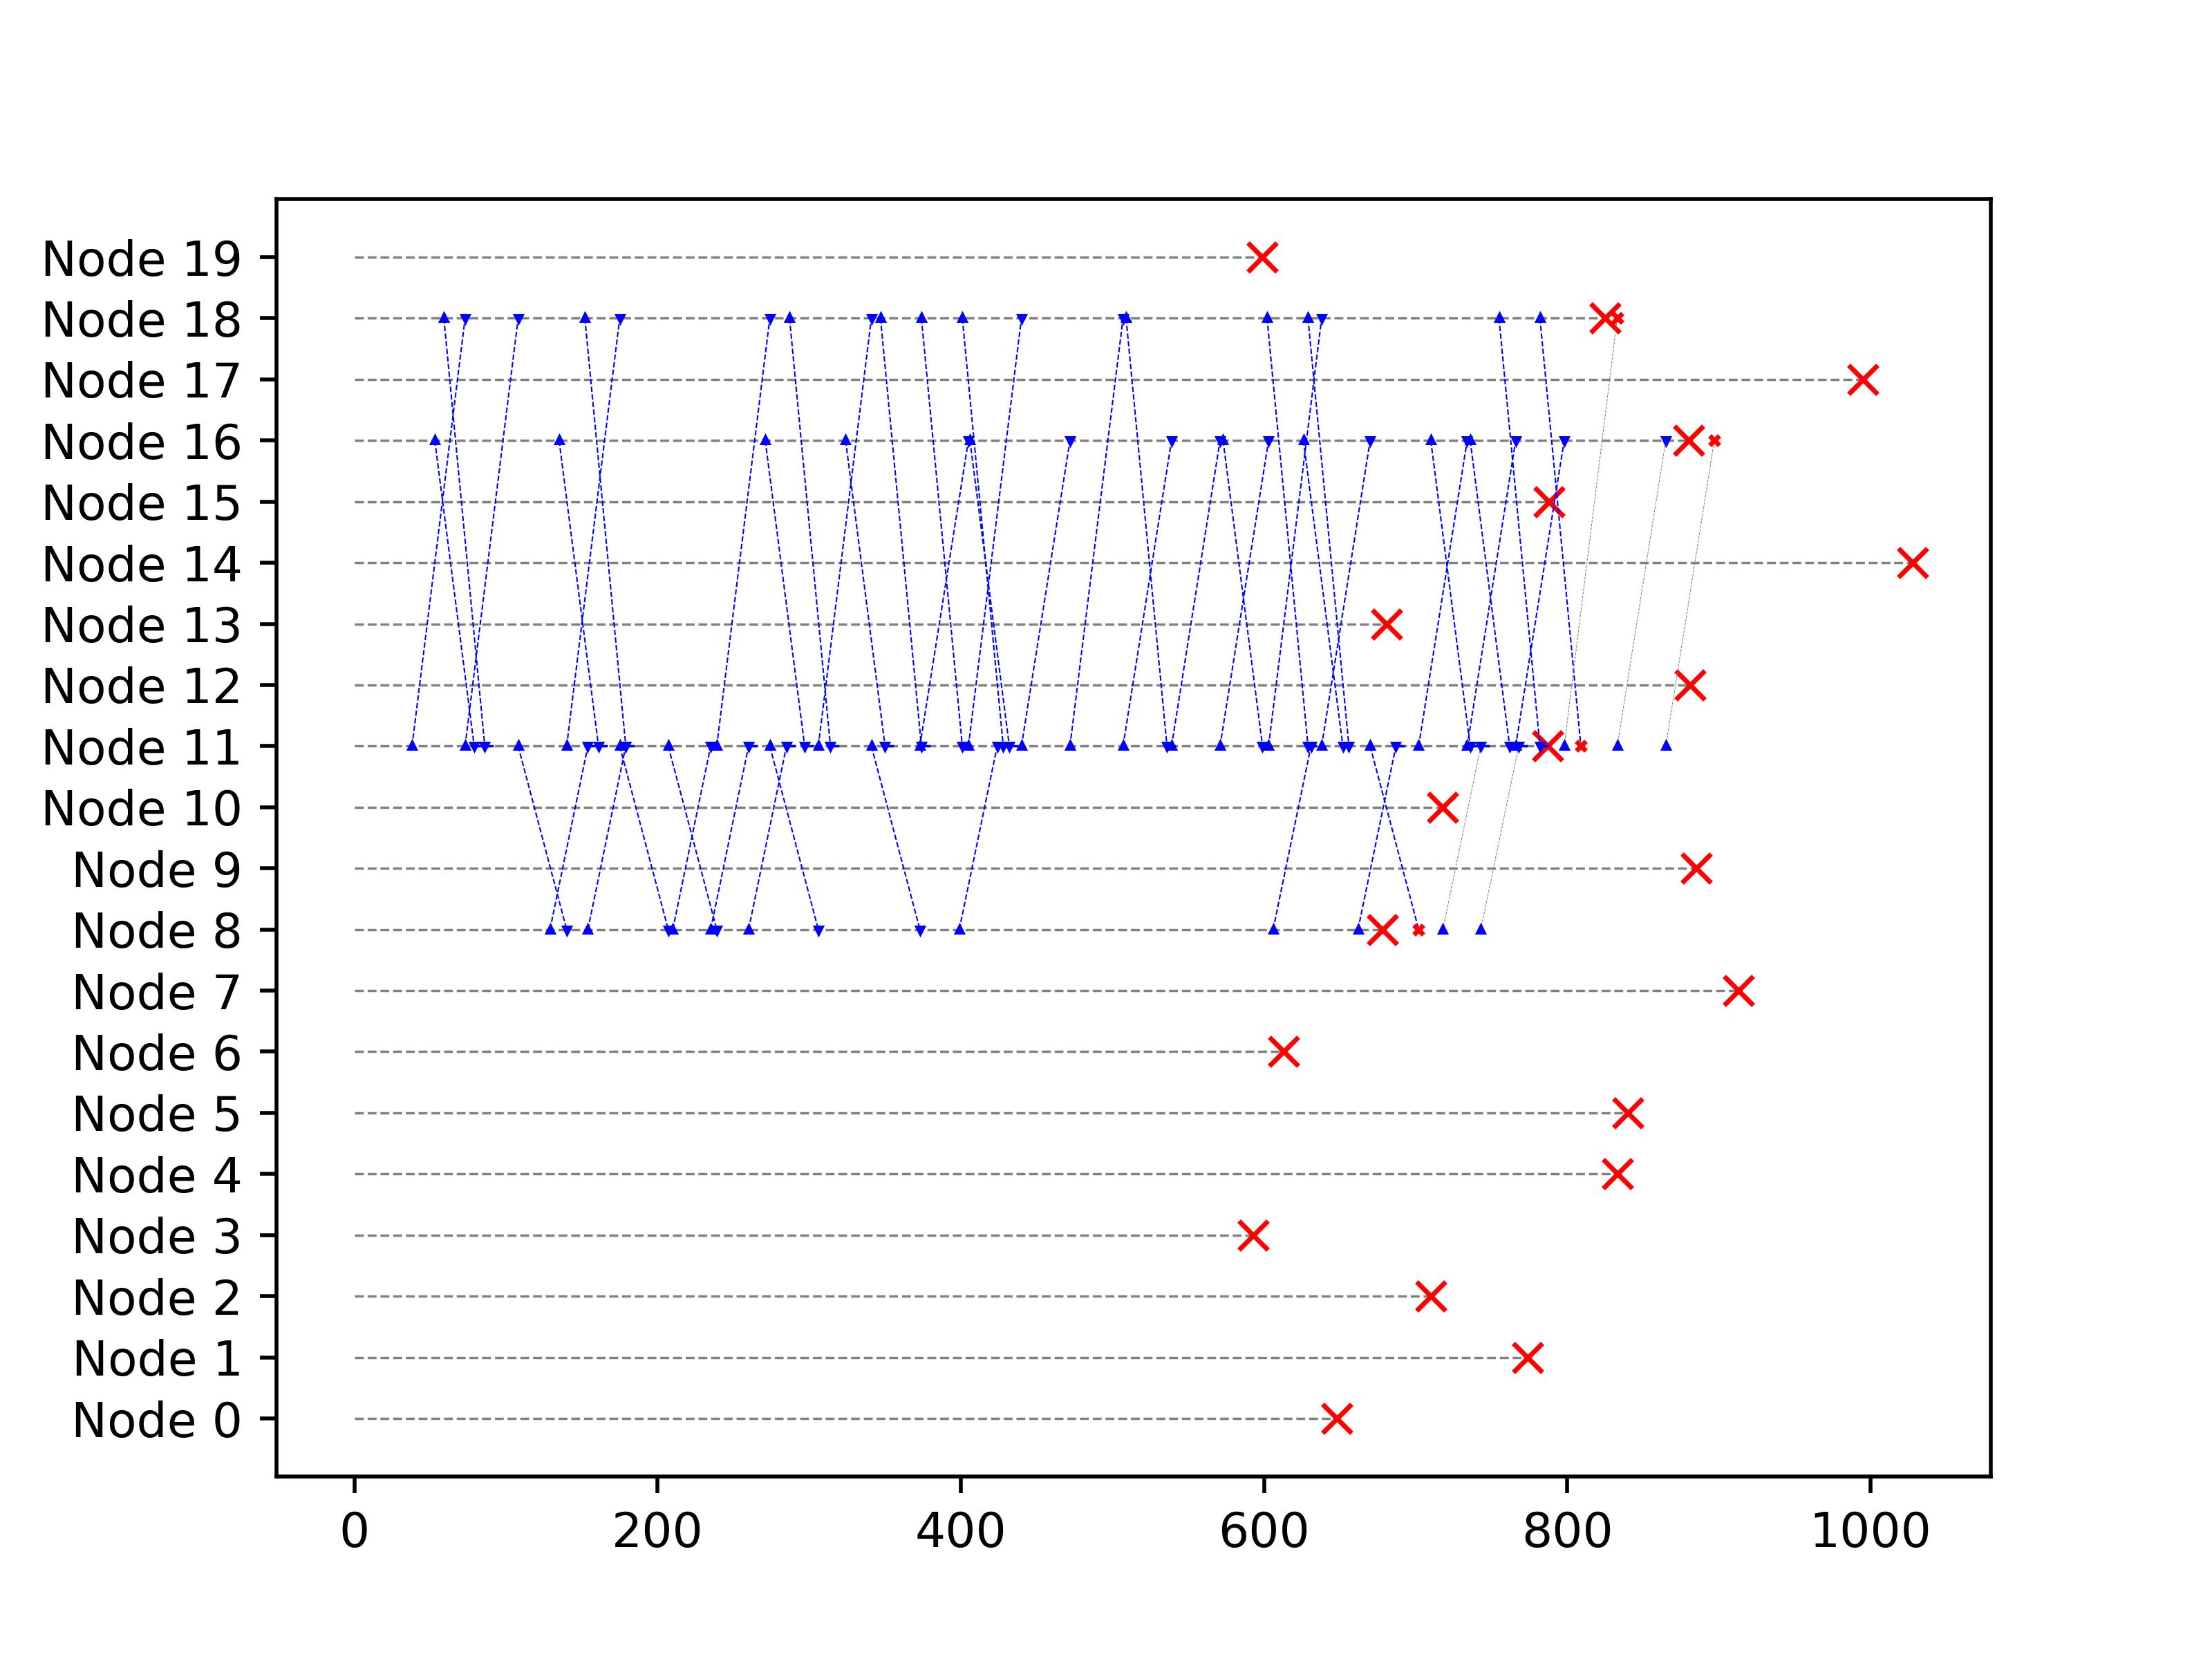 Node 19
Node 18
Node 17
Node 16
Node 15
Node 14
Node 13
Node 12
Node 11
Node 10
Node 9
Node 8
Node 7
Node 6
Node 5
Node 4
Node 3
Node 2
Node 1
Node 0
0 200 400 600 800 1000